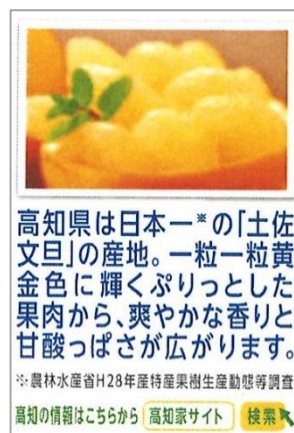 高知県は日本一※の「土佐
文旦」の産地。一粒一粒黄
金色に輝くぷりっとした
果肉から、爽やかな香りと
甘酸っぱさが広がります。
※:農林水産省H28年産特産果樹生産動態等調査
高知の情報はこちらから 高知家サイト 検索